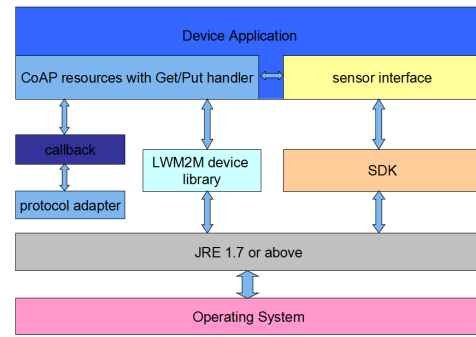 Device Application
CoAP resources with Get/Put handler
sensor interface
callback
LWM2M device
library
SDK
protocol adapter
JRE 1.7 or above
Operating System